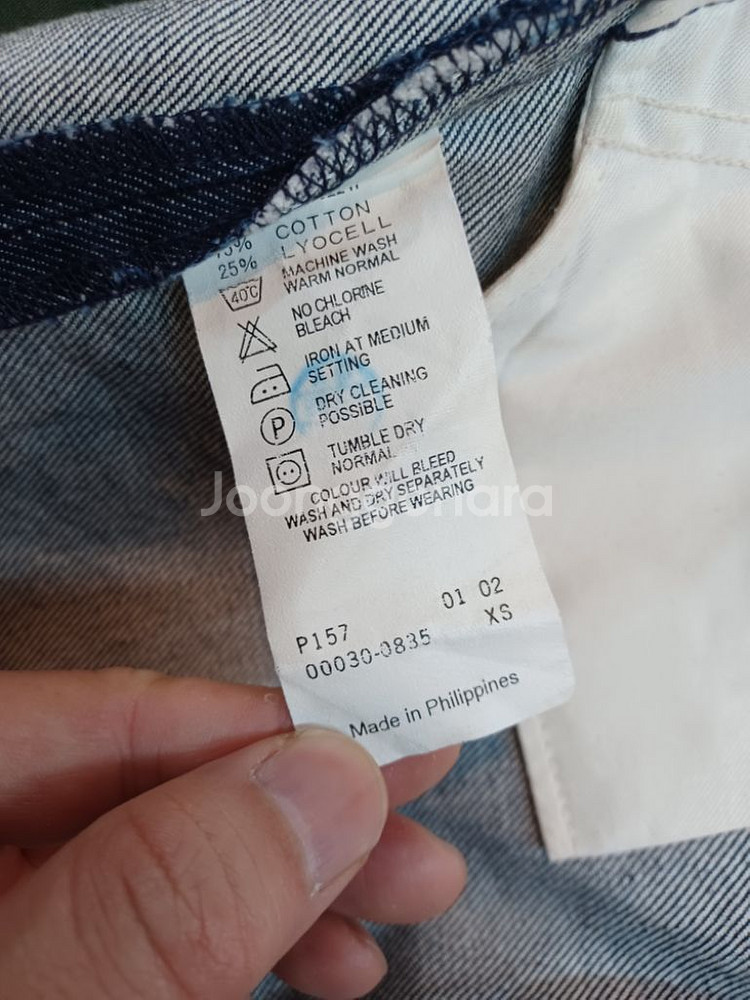 75% COTTON
25% LYOCELL
40°C MACHINE WASH
WARM NORMAL
NO CHLORINE
BLEACH
IRON AT MEDIUM
SETTING
P DRY CLEANING
POSSIBLE
TUMBLE DRY
NORMAL
COLOUR WILL BLEED
WASH AND DRY SEPARATELY
WASH BEFORE WEARING
Joonggonara
P157 01 02
00030-0835 XS
Made in Philippines